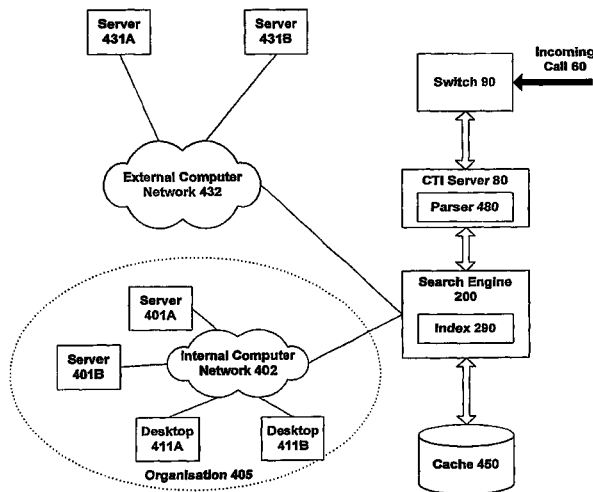 Server
431A
Server
431B
Incoming
Call 60
Switch 90
External Computer
Network 432
CTI Server 80
Parser 480
Search Engine
200
Index 290
Server
401A
Server
401B
Internal Computer
Network 402
Desktop
411A
Desktop
411B
Organisation 405
Cache 450